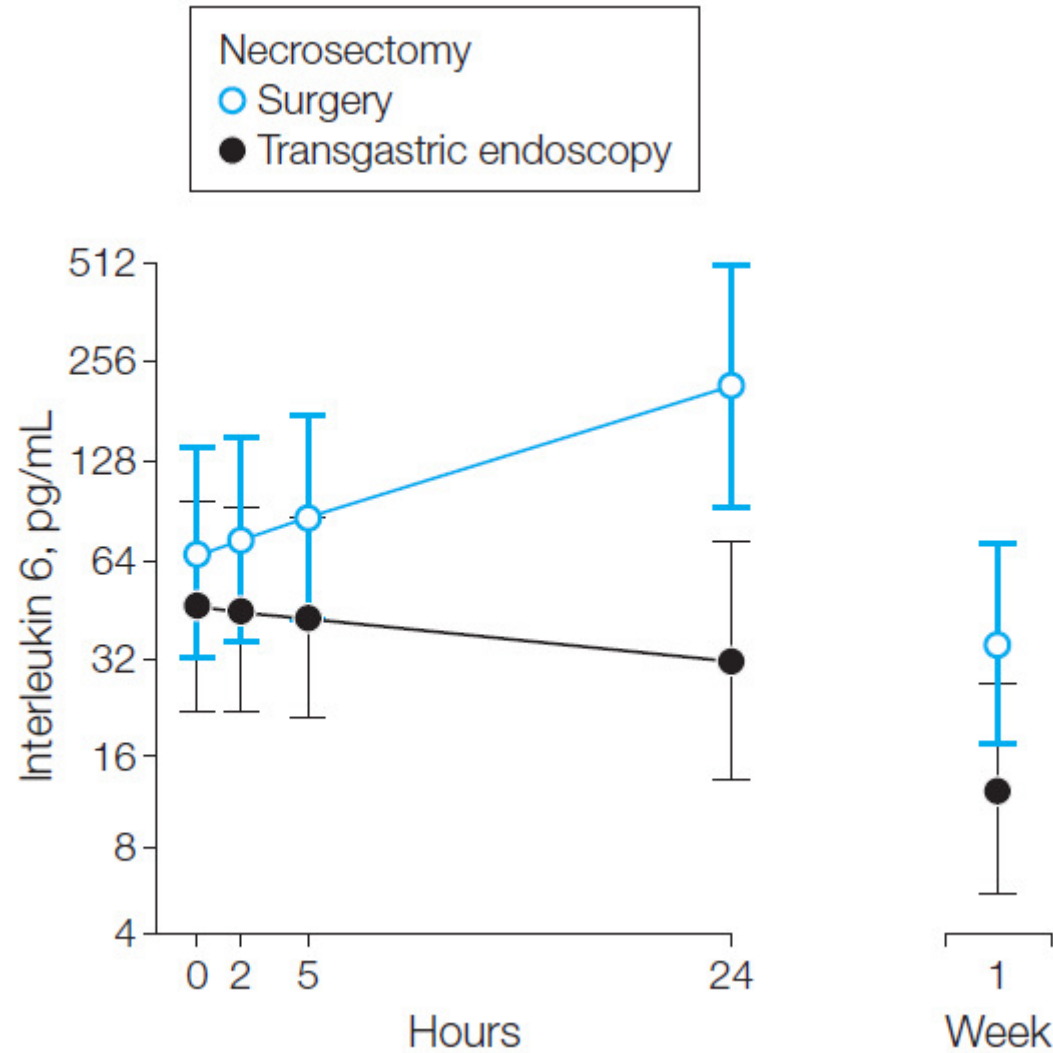 Necrosectomy
Surgery
Transgastric endoscopy
Interleukin 6, pg/mL
512
256
128
64
32
16
8
4
0 2 5 24
Hours
1
Week